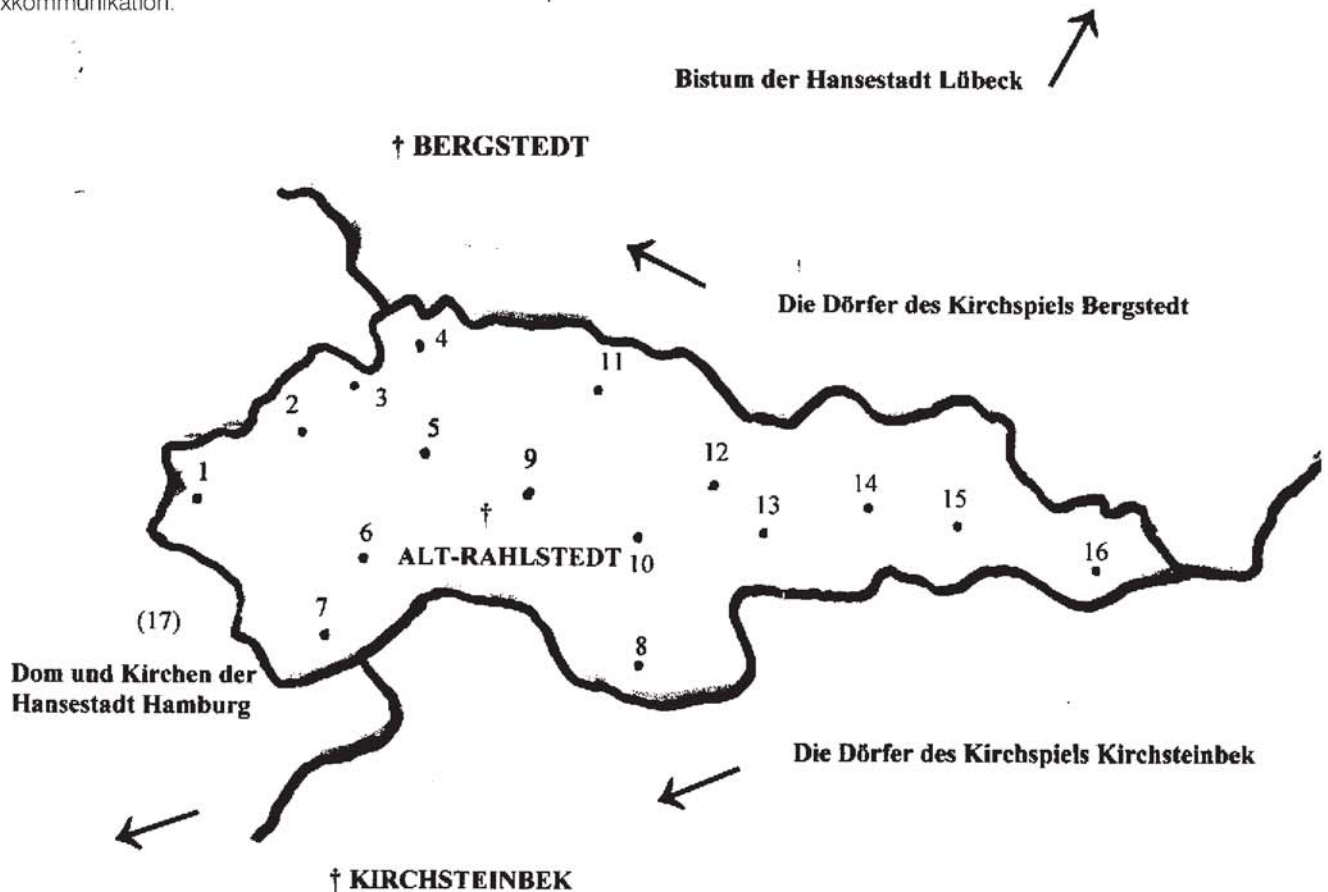 xkommunikation.
Bistum der Hansestadt Lübeck
† BERGSTEDT
Die Dörfer des Kirchspiels Bergstedt
4
11
3
2
5
12
9
1
14
15
13
†
6
ALT-RAHLSTEDT
10
16
7
(17)
8
Dom und Kirchen der
Hansestadt Hamburg
Die Dörfer des Kirchspiels Kirchsteinbek
† KIRCHSTEINBEK